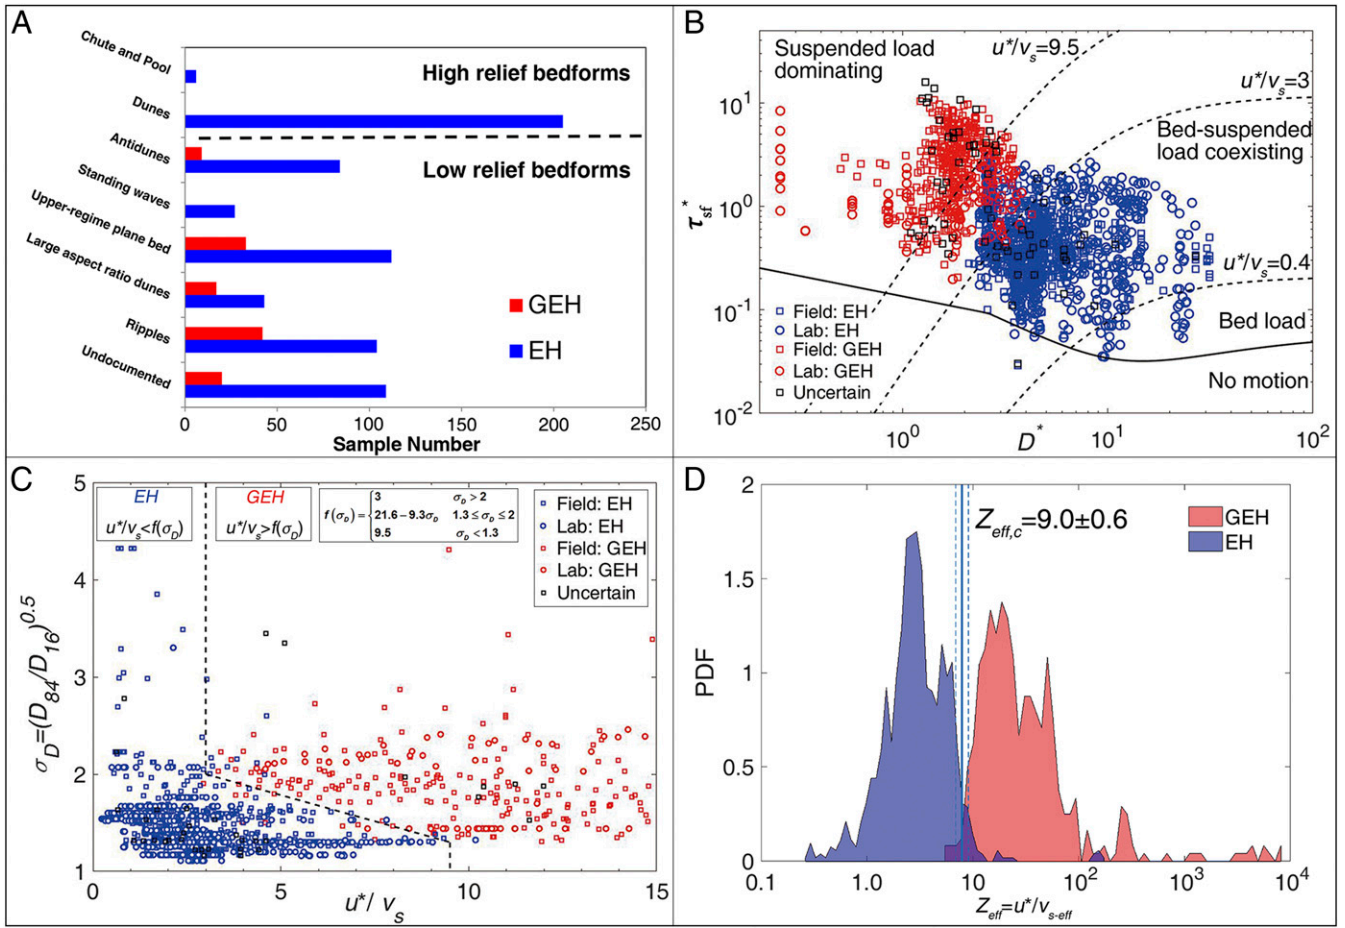 A
Chute and Pool
Dunes
Antidunes
Standing waves
Upper-regime plane bed
Large aspect ratio dunes
Ripples
Undocumented
High relief bedforms
Low relief bedforms
GEH
EH
0 50 100 150 200 250
Sample Number
B
Suspended load
dominating
u*/vs=9.5
u*/vs=3
Bed-suspended
load coexisting
u*/vs=0.4
Bed load
No motion
Field: EH
Lab: EH
Field: GEH
Lab: GEH
Uncertain
τ*sf
10^1
10^0
10^-1
10^-2
10^0 10^1 10^2
D*
C
EH
u*/vs<f(σD)
GEH
u*/vs>f(σD)
f(σD)={
3 σD>2
21.6−9.3σD 1.3≤σD≤2
9.5 σD<1.3
Field: EH
Lab: EH
Field: GEH
Lab: GEH
Uncertain
σD=(D84/D16)^0.5
5
4
3
2
1
0 5 10 15
u*/vs
D
Zeff,c=9.0±0.6
GEH
EH
PDF
2
1.5
1
0.5
0
0.1 1.0 10 100 10^3 10^4
Zeff=u*/vs-eff